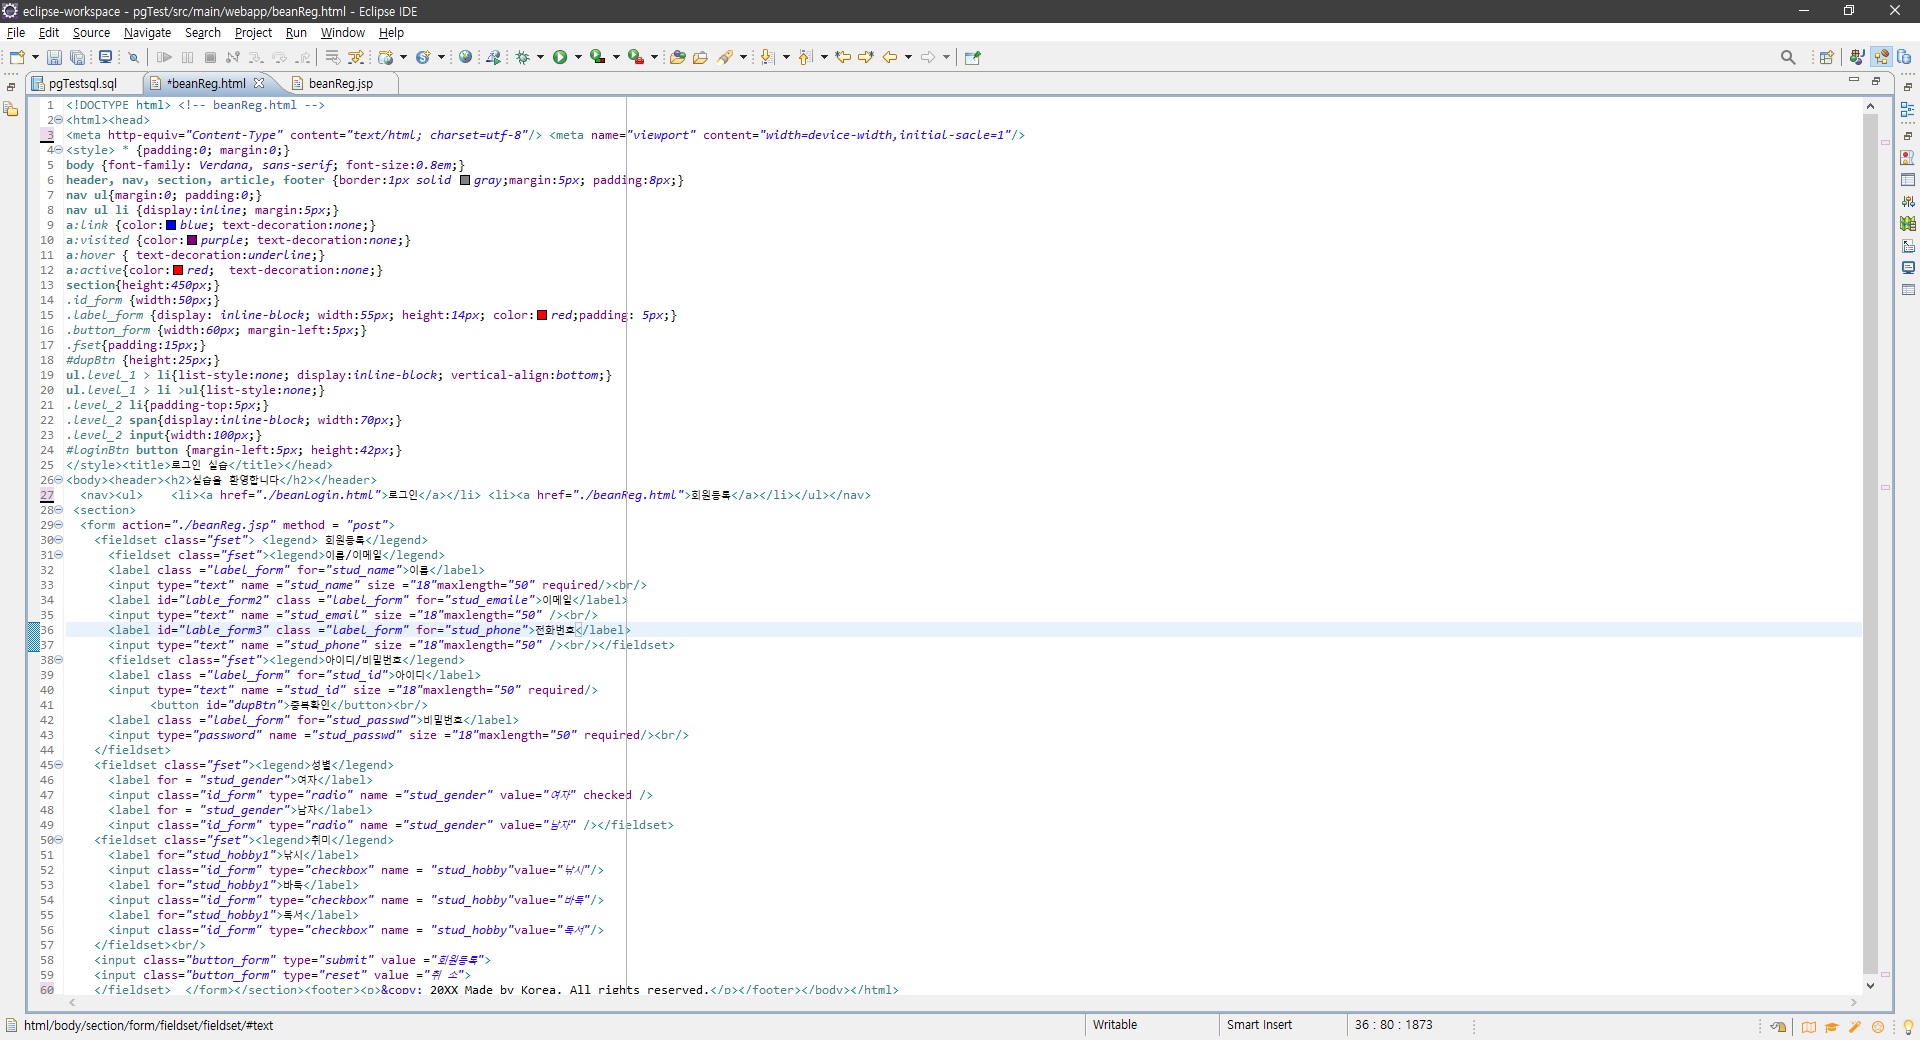 eclipse-workspace - pgTest/src/main/webapp/beanReg.html - Eclipse IDE
File Edit Source Navigate Search Project Run Window Help
pgTestsql.sql *beanReg.html beanReg.jsp
1 <!DOCTYPE html> <!-- beanReg.html -->
2 <html><head>
3 <meta http-equiv="Content-Type" content="text/html; charset=utf-8"/> <meta name="viewport" content="width=device-width,initial-sacle=1"/>
4 <style> * {padding:0; margin:0;}
5 body {font-family: Verdana, sans-serif; font-size:0.8em;}
6 header, nav, section, article, footer {border:1px solid gray;margin:5px; padding:8px;}
7 nav ul{margin:0; padding:0;}
8 nav ul li {display:inline; margin:5px;}
9 a:link {color:blue; text-decoration:none;}
10 a:visited {color:purple; text-decoration:none;}
11 a:hover { text-decoration:underline;}
12 a:active{color:red;  text-decoration:none;}
13 section{height:450px;}
14 .id_form {width:50px;}
15 .label_form {display: inline-block; width:55px; height:14px; color:red;padding: 5px;}
16 .button_form {width:60px; margin-left:5px;}
17 .fset{padding:15px;}
18 #dupBtn {height:25px;}
19 ul.level_1 > li{list-style:none; display:inline-block; vertical-align:bottom;}
20 ul.level_1 > li >ul{list-style:none;}
21 .level_2 li{padding-top:5px;}
22 .level_2 span{display:inline-block; width:70px;}
23 .level_2 input{width:100px;}
24 #loginBtn button {margin-left:5px; height:42px;}
25 </style><title>로그인 실습</title></head>
26 <body><header><h2>실습을 환영합니다</h2></header>
27   <nav><ul>    <li><a href="./beanLogin.html">로그인</a></li> <li><a href="./beanReg.html">회원등록</a></li></ul></nav>
28  <section>
29   <form action="./beanReg.jsp" method = "post">
30     <fieldset class="fset"> <legend> 회원등록</legend>
31       <fieldset class="fset"><legend>이름/이메일</legend>
32       <label class ="label_form" for="stud_name">이름</label>
33       <input type="text" name ="stud_name" size ="18"maxlength="50" required/><br/>
34       <label id="lable_form2" class ="label_form" for="stud_emaile">이메일</label>
35       <input type="text" name ="stud_email" size ="18"maxlength="50" /><br/>
36       <label id="lable_form3" class ="label_form" for="stud_phone">전화번호</label>
37       <input type="text" name ="stud_phone" size ="18"maxlength="50" /><br/></fieldset>
38       <fieldset class="fset"><legend>아이디/비밀번호</legend>
39       <label class ="label_form" for="stud_id">아이디</label>
40       <input type="text" name ="stud_id" size ="18"maxlength="50" required/>
41             <button id="dupBtn">중복확인</button><br/>
42       <label class ="label_form" for="stud_passwd">비밀번호</label>
43       <input type="password" name ="stud_passwd" size ="18"maxlength="50" required/><br/>
44     </fieldset>
45     <fieldset class="fset"><legend>성별</legend>
46       <label for = "stud_gender">여자</label>
47       <input class="id_form" type="radio" name ="stud_gender" value="여자" checked />
48       <label for = "stud_gender">남자</label>
49       <input class="id_form" type="radio" name ="stud_gender" value="남자" /></fieldset>
50     <fieldset class="fset"><legend>취미</legend>
51       <label for="stud_hobby1">낚시</label>
52       <input class="id_form" type="checkbox" name = "stud_hobby"value="낚시"/>
53       <label for="stud_hobby1">바둑</label>
54       <input class="id_form" type="checkbox" name = "stud_hobby"value="바둑"/>
55       <label for="stud_hobby1">독서</label>
56       <input class="id_form" type="checkbox" name = "stud_hobby"value="독서"/>
57     </fieldset><br/>
58     <input class="button_form" type="submit" value ="회원등록">
59     <input class="button_form" type="reset" value ="취 소">
60     </fieldset>  </form></section><footer><p>&copy; 20XX Made by Korea. All rights reserved.</p></footer></body></html>
html/body/section/form/fieldset/fieldset/#text Writable Smart Insert 36 : 80 : 1873